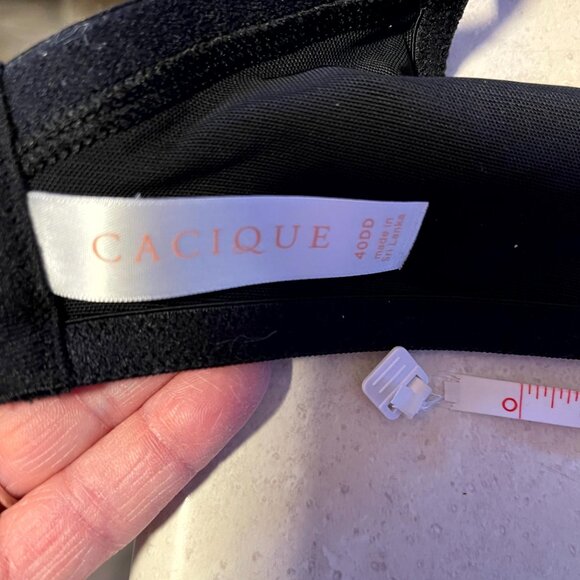 CACIQUE
40DD
made in
Sri Lanka
0